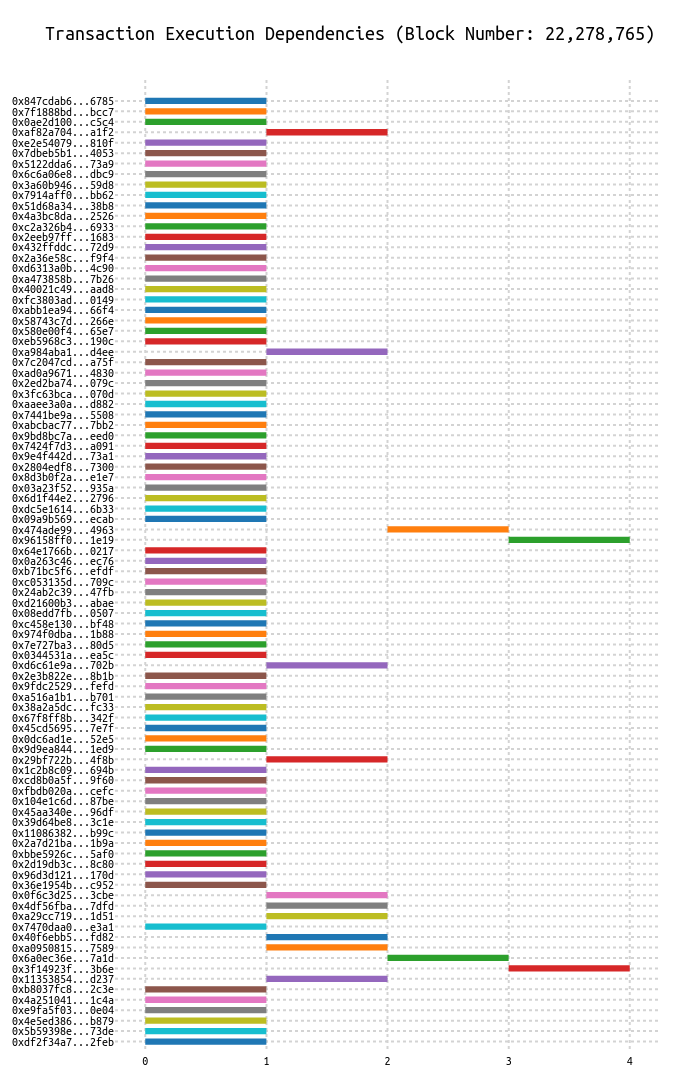 Transaction Execution Dependencies (Block Number: 22,278,765)
0x847cdab6...6785
0x7f1888bd...bcc7
0x0ae2d100...c5c4
0xaf82a704...a1f2
0xe2e54079...810f
0x7dbeb5b1...4053
0x5122dda6...73a9
0x6c6a06e8...dbc9
0x3a60b946...59d8
0x7914aff0...bb62
0x51d68a34...38b8
0x4a3bc8da...2526
0xc2a326b4...6933
0x2eeb97ff...1683
0x432ffddc...72d9
0x2a36e58c...f9f4
0xd6313a0b...4c90
0xa473858b...7b26
0x40021c49...aad8
0xfc3803ad...0149
0xabb1ea94...66f4
0x58743c7d...266e
0x580e00f4...65e7
0xeb5968c3...190c
0xa984aba1...d4ee
0x7c2047cd...a75f
0xad0a9671...4830
0x2ed2ba74...079c
0x3fc63bca...070d
0xaaee3a0a...d882
0x7441be9a...5508
0xabcbac77...7bb2
0x9bd8bc7a...eed0
0x7424f7d3...a091
0x9e4f442d...73a1
0x2804edf8...7300
0x8d3b0f2a...e1e7
0x03a23f52...935a
0x6d1f44e2...2796
0xdc5e1614...6b33
0x09a9b569...ecab
0x474ade99...4963
0x96158ff0...1e19
0x64e1766b...0217
0x0a263c46...ec76
0xb71bc5f6...efdf
0xc053135d...709c
0x24ab2c39...47fb
0xd21600b3...abae
0x08edd7fb...0507
0xc458e130...bf48
0x974f0dba...1b88
0x7e727ba3...80d5
0x0344531a...ea5c
0xd6c61e9a...702b
0x2e3b822e...8b1b
0x9fdc2529...fefd
0xa516a1b1...b701
0x38a2a5dc...fc33
0x67f8ff8b...342f
0x45cd5695...7e7f
0x0dc6ad1e...52e5
0x9d9ea844...1ed9
0x29bf722b...4f8b
0x1c2b8c09...694b
0xcd8b0a5f...9f60
0xfbdb020a...cefc
0x104e1c6d...87be
0x45aa340e...96df
0x39d64be8...3c1e
0x11086382...b99c
0x2a7d21ba...1b9a
0xbbe5926c...5af0
0x2d19db3c...8c80
0x96d3d121...170d
0x36e1954b...c952
0x0f6c3d25...3cbe
0x4df56fba...7dfd
0xa29cc719...1d51
0x7470daa0...e3a1
0x40f6ebb5...fd82
0xa0950815...7589
0x6a0ec36e...7a1d
0x3f14923f...3b6e
0x11353854...d237
0xb8037fc8...2c3e
0x4a251041...1c4a
0xe9fa5f03...0e04
0x4e5ed386...b879
0x5b59398e...73de
0xdf2f34a7...2feb
0 1 2 3 4